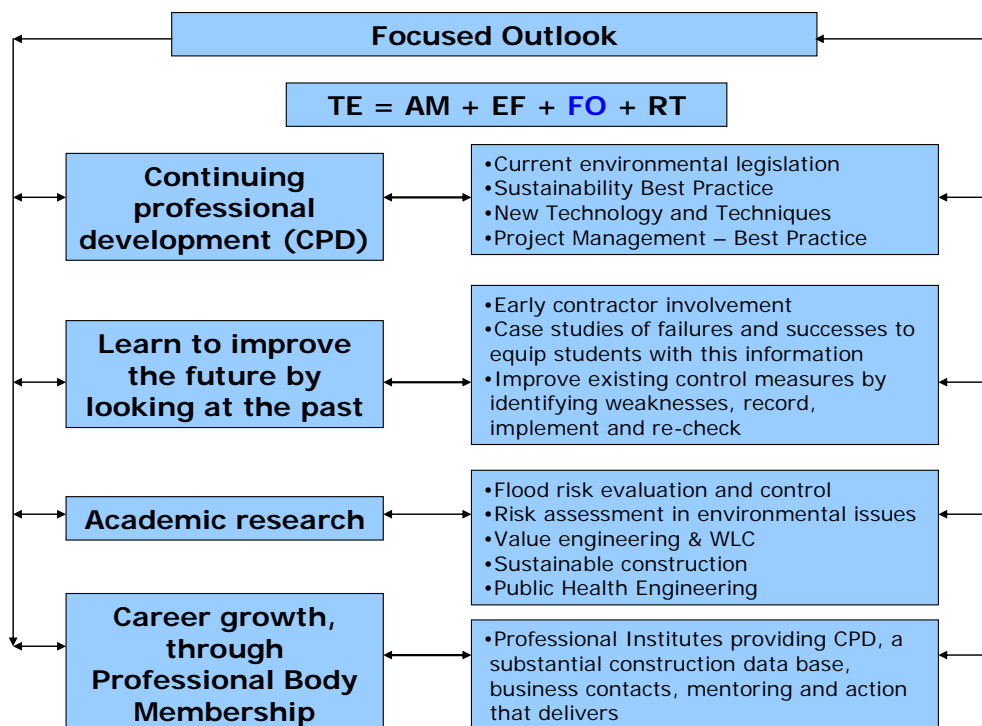 Focused Outlook
TE = AM + EF + FO + RT
Continuing
professional
development (CPD)
•Current environmental legislation
•Sustainability Best Practice
•New Technology and Techniques
•Project Management – Best Practice
Learn to improve
the future by
looking at the past
•Early contractor involvement
•Case studies of failures and successes to
equip students with this information
•Improve existing control measures by
identifying weaknesses, record,
implement and re-check
Academic research
•Flood risk evaluation and control
•Risk assessment in environmental issues
•Value engineering & WLC
•Sustainable construction
•Public Health Engineering
Career growth,
through
Professional Body
Membership
•Professional Institutes providing CPD, a
substantial construction data base,
business contacts, mentoring and action
that delivers